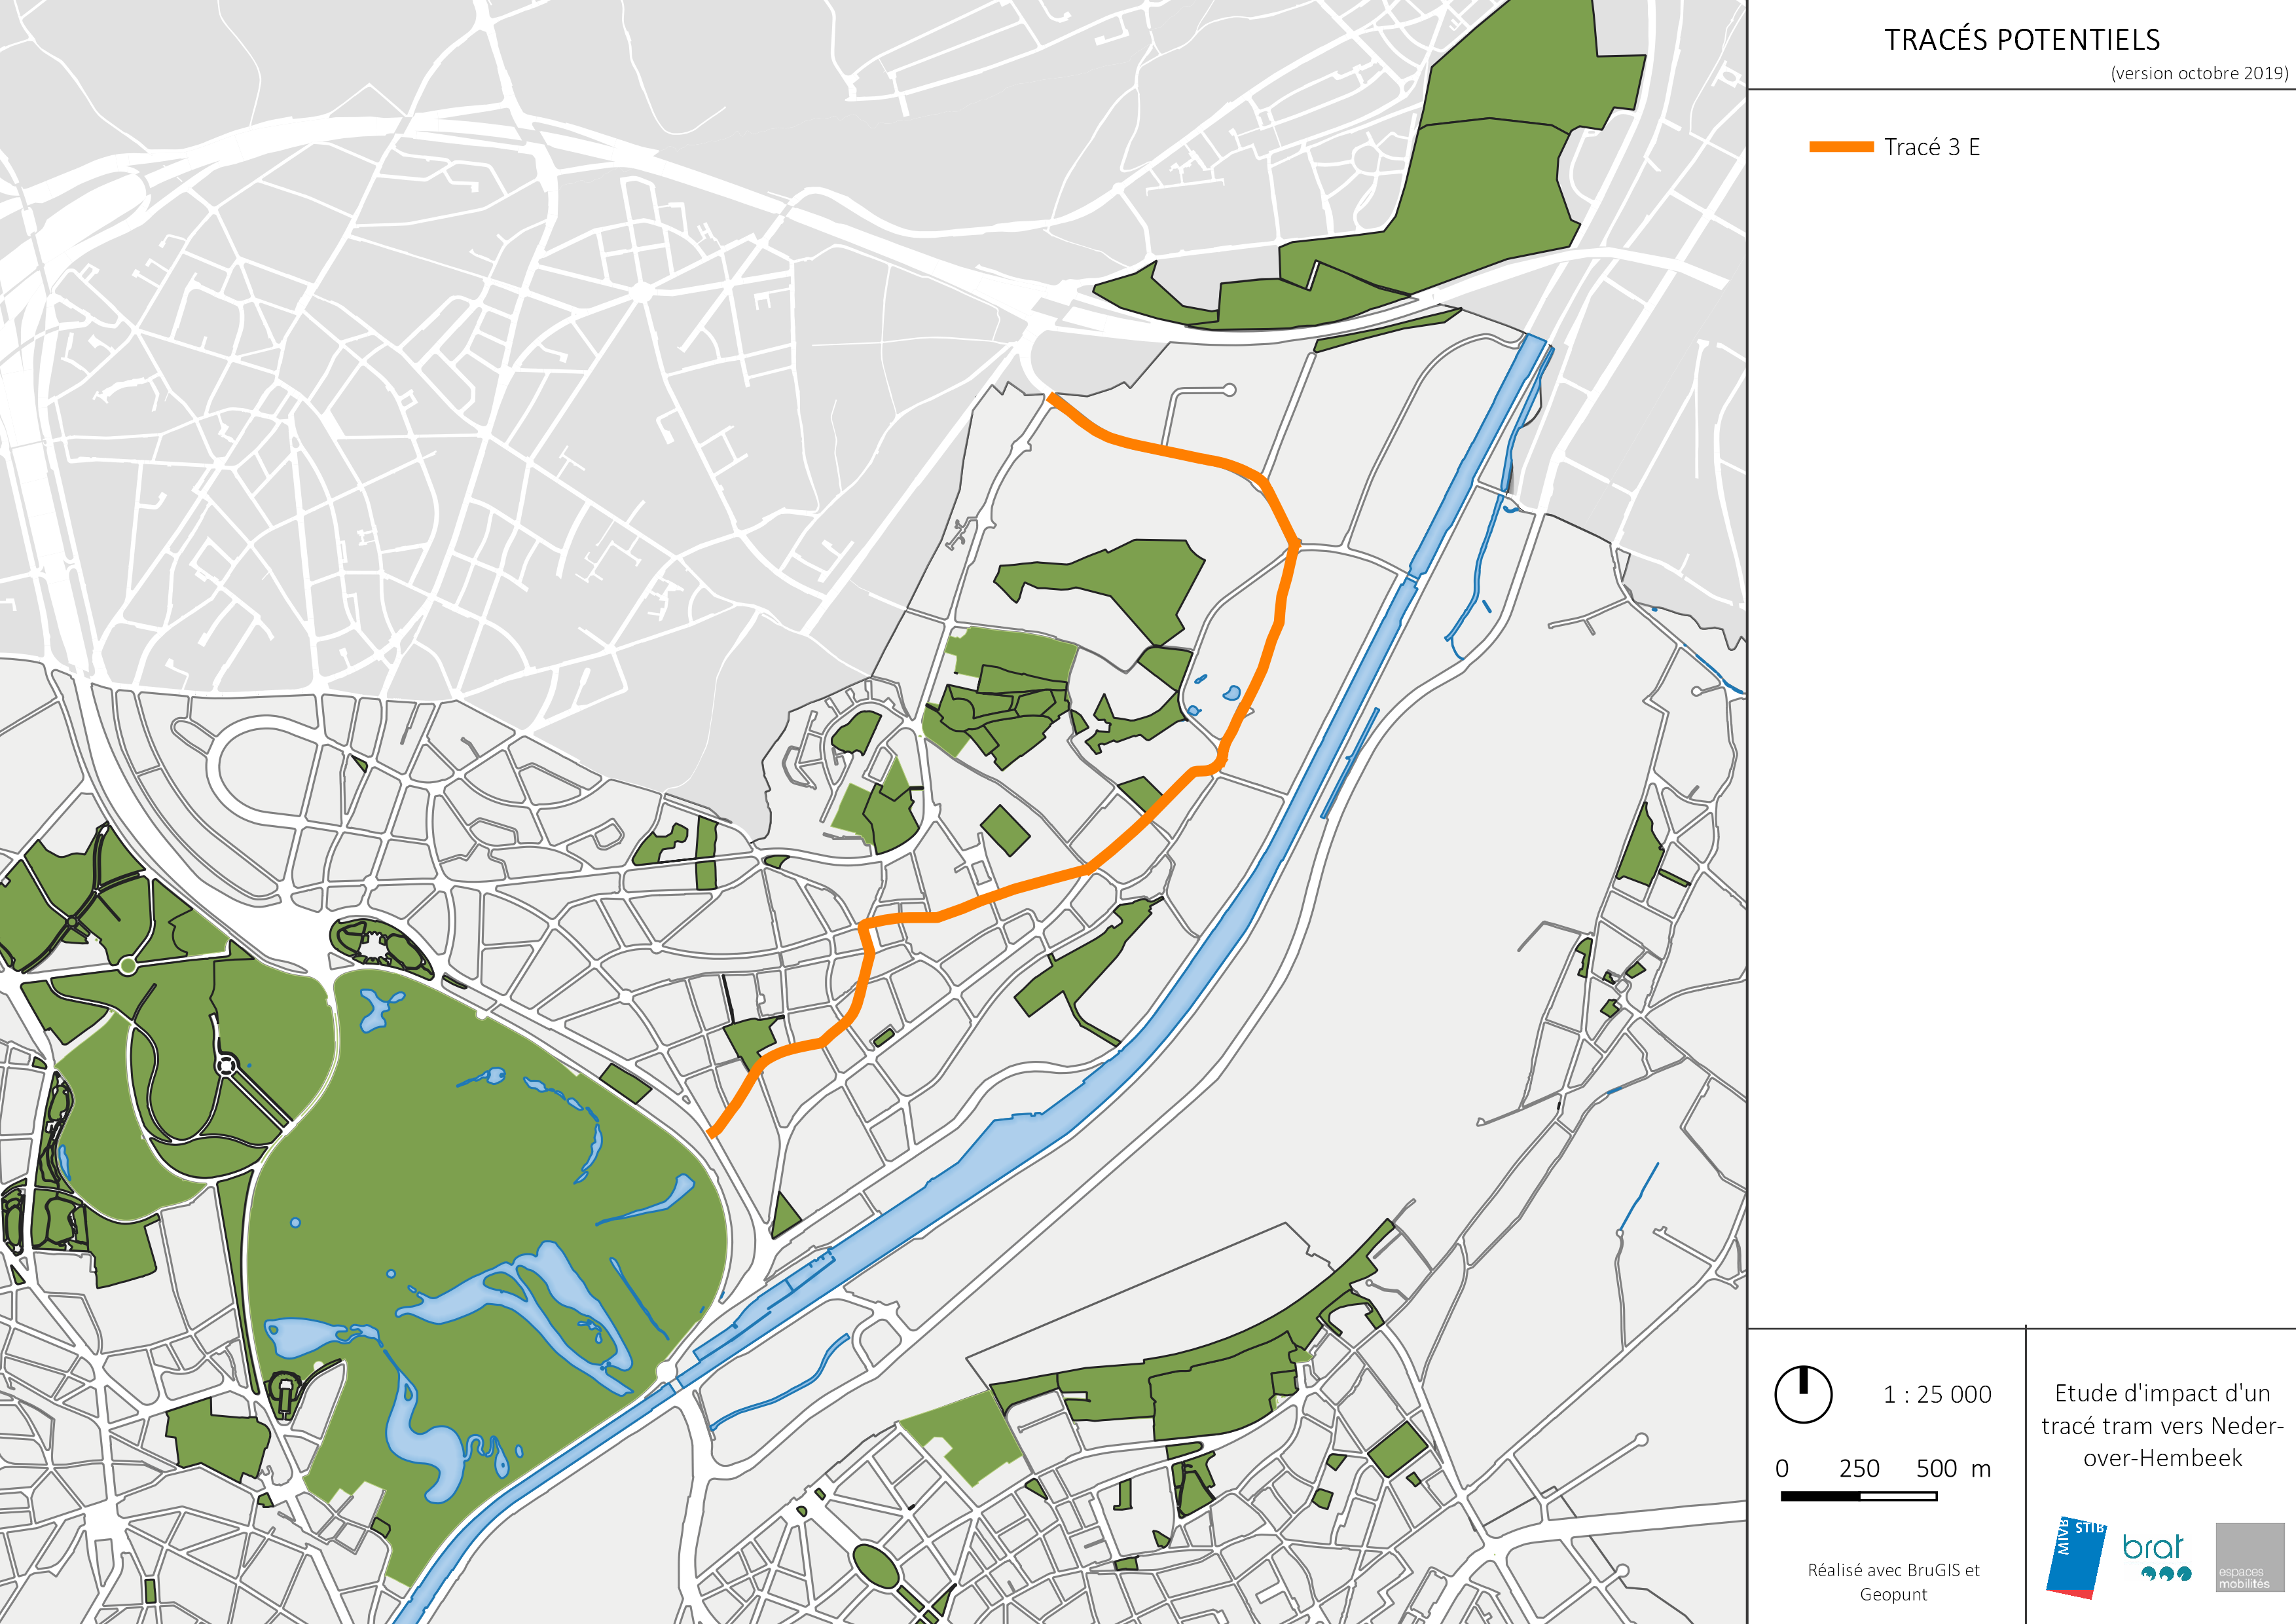 TRACÉS POTENTIELS
(version octobre 2019)
Tracé 3 E
1 : 25 000
0 250 500 m
Réalisé avec BruGIS et
Geopunt
Etude d'impact d'un
tracé tram vers Neder-
over-Hembeek
MIVB
STIB
brat
espaces
mobilités